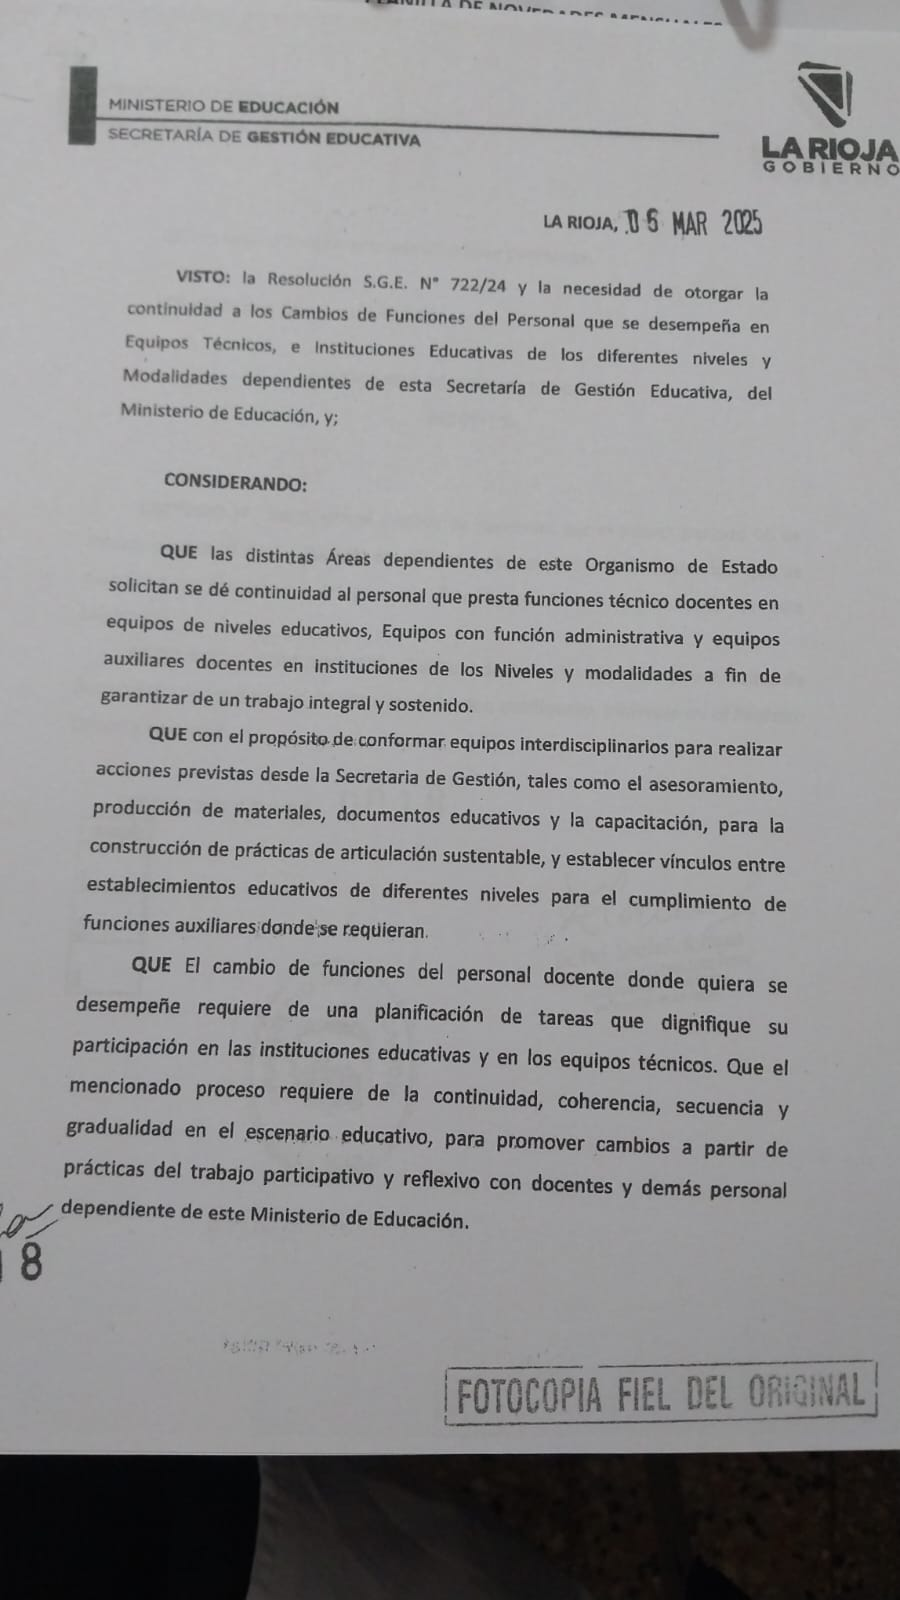 MINISTERIO DE EDUCACIÓN
SECRETARÍA DE GESTIÓN EDUCATIVA
LA RIOJA
GOBIERNO
LA RIOJA, 06 MAR 2025
VISTO: la Resolución S.G.E. N° 722/24 y la necesidad de otorgar la
continuidad a los Cambios de Funciones del Personal que se desempeña en
Equipos Técnicos, e Instituciones Educativas de los diferentes niveles y
Modalidades dependientes de esta Secretaría de Gestión Educativa, del
Ministerio de Educación, y;
CONSIDERANDO:
QUE las distintas Áreas dependientes de este Organismo de Estado
solicitan se dé continuidad al personal que presta funciones técnico docentes en
equipos de niveles educativos, Equipos con función administrativa y equipos
auxiliares docentes en instituciones de los Niveles y modalidades a fin de
garantizar de un trabajo integral y sostenido.
QUE con el propósito de conformar equipos interdisciplinarios para realizar
acciones previstas desde la Secretaria de Gestión, tales como el asesoramiento,
producción de materiales, documentos educativos y la capacitación, para la
construcción de prácticas de articulación sustentable, y establecer vínculos entre
establecimientos educativos de diferentes niveles para el cumplimiento de
funciones auxiliares donde se requieran.
QUE El cambio de funciones del personal docente donde quiera se
desempeñe requiere de una planificación de tareas que dignifique su
participación en las instituciones educativas y en los equipos técnicos. Que el
mencionado proceso requiere de la continuidad, coherencia, secuencia y
gradualidad en el escenario educativo, para promover cambios a partir de
prácticas del trabajo participativo y reflexivo con docentes y demás personal
dependiente de este Ministerio de Educación.
8
FOTOCOPIA FIEL DEL ORIGINAL